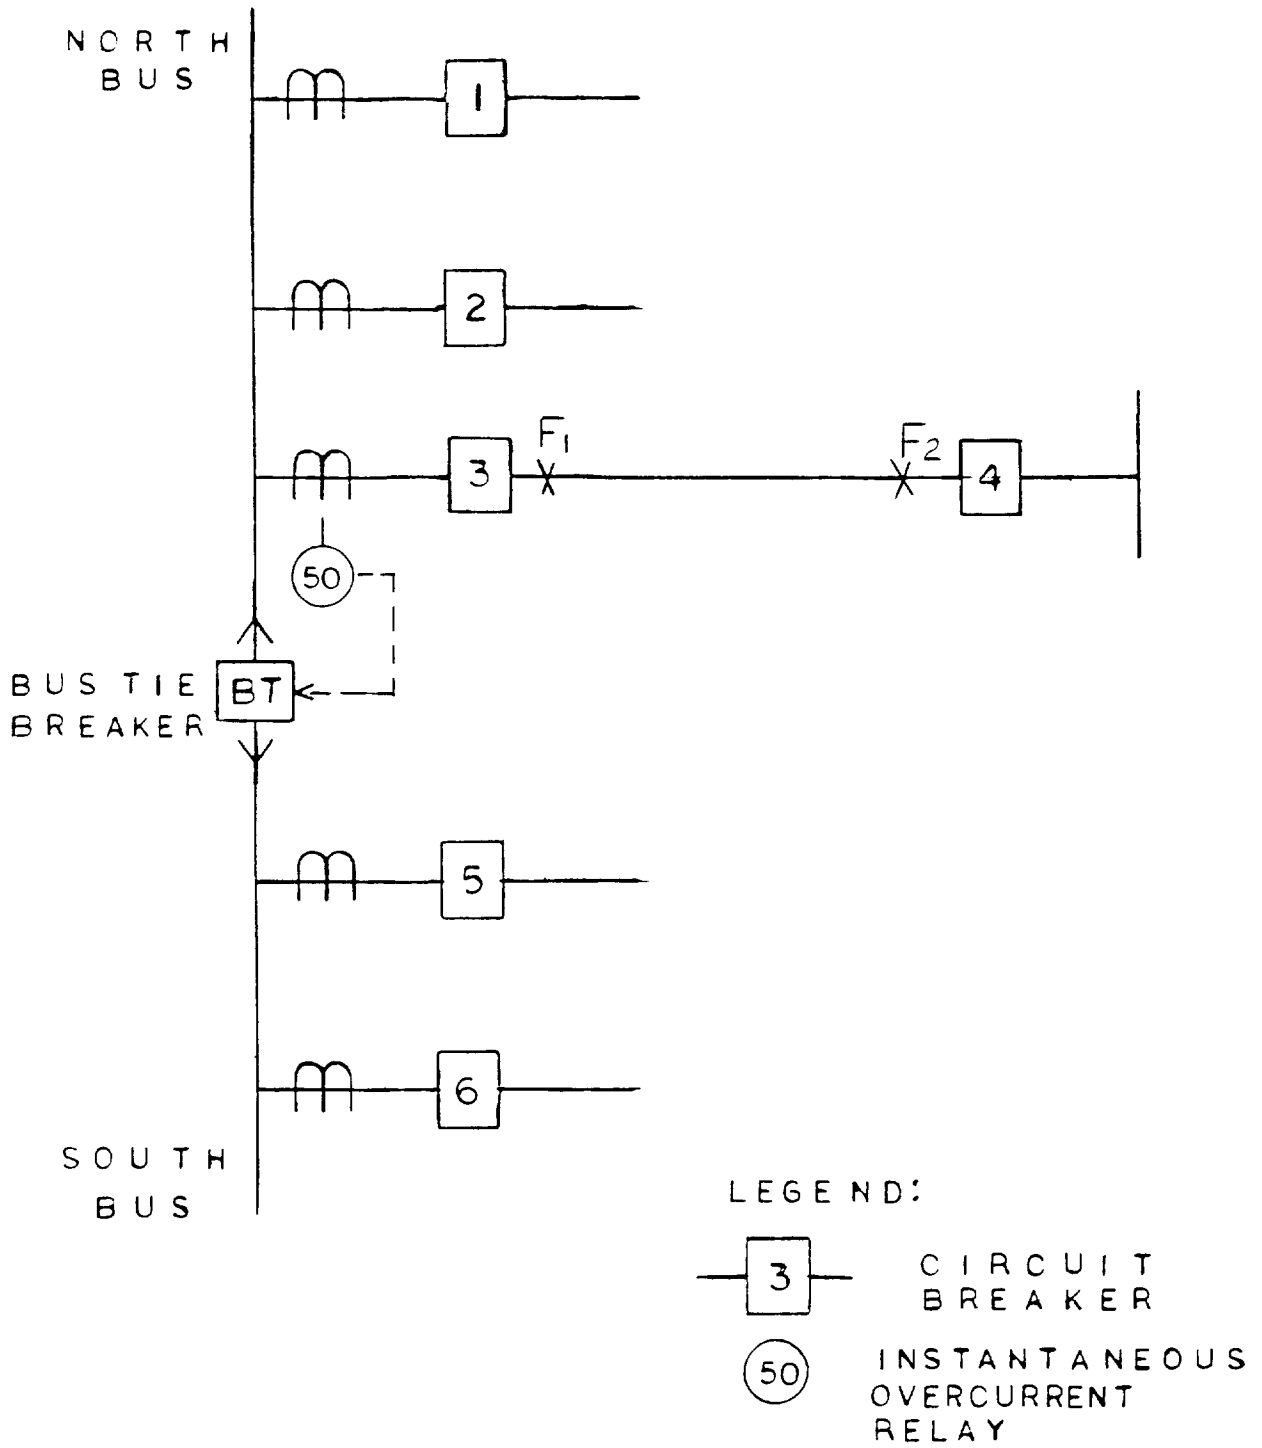 NORTH
BUS
1
2
F1
F2
3
4
50
BUS TIE
BREAKER
BT
5
6
SOUTH
BUS
LEGEND:
3
CIRCUIT
BREAKER
50
INSTANTANEOUS
OVERCURRENT
RELAY